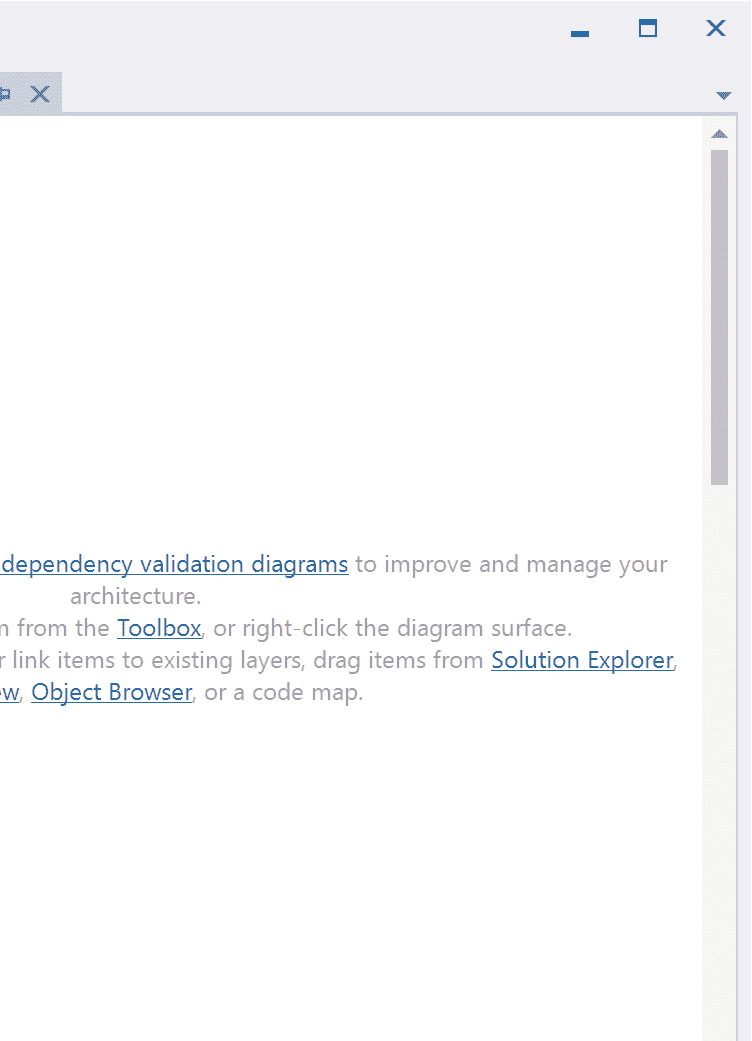 dependency validation diagrams to improve and manage your
architecture.
from the Toolbox, or right-click the diagram surface.
link items to existing layers, drag items from Solution Explorer,
Object Browser, or a code map.